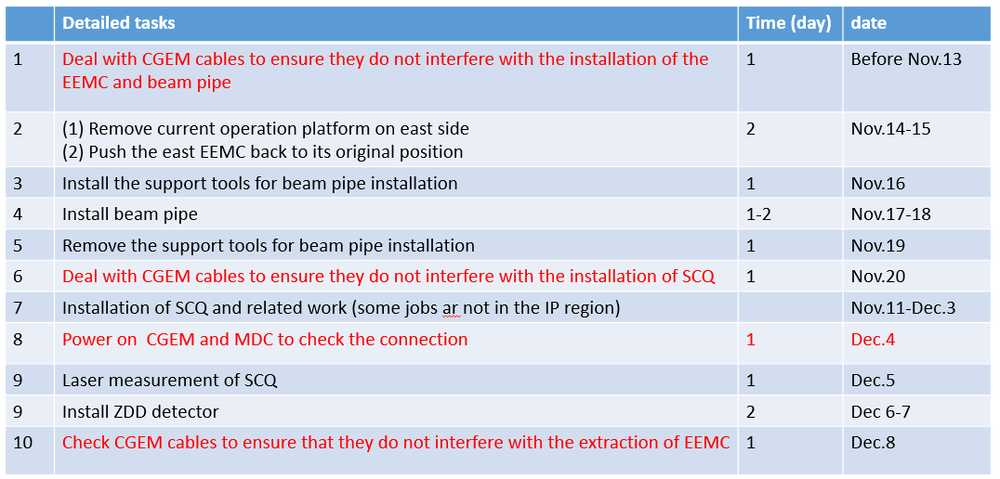 Detailed tasks Time (day) date
1 Deal with CGEM cables to ensure they do not interfere with the installation of the 1 Before Nov.13
EEMC and beam pipe
2 (1) Remove current operation platform on east side 2 Nov.14-15
(2) Push the east EEMC back to its original position
3 Install the support tools for beam pipe installation 1 Nov.16
4 Install beam pipe 1-2 Nov.17-18
5 Remove the support tools for beam pipe installation 1 Nov.19
6 Deal with CGEM cables to ensure they do not interfere with the installation of SCQ 1 Nov.20
7 Installation of SCQ and related work (some jobs ar not in the IP region) Nov.11-Dec.3
8 Power on  CGEM and MDC to check the connection 1 Dec.4
9 Laser measurement of SCQ 1 Dec.5
9 Install ZDD detector 2 Dec 6-7
10 Check CGEM cables to ensure that they do not interfere with the extraction of EEMC 1 Dec.8